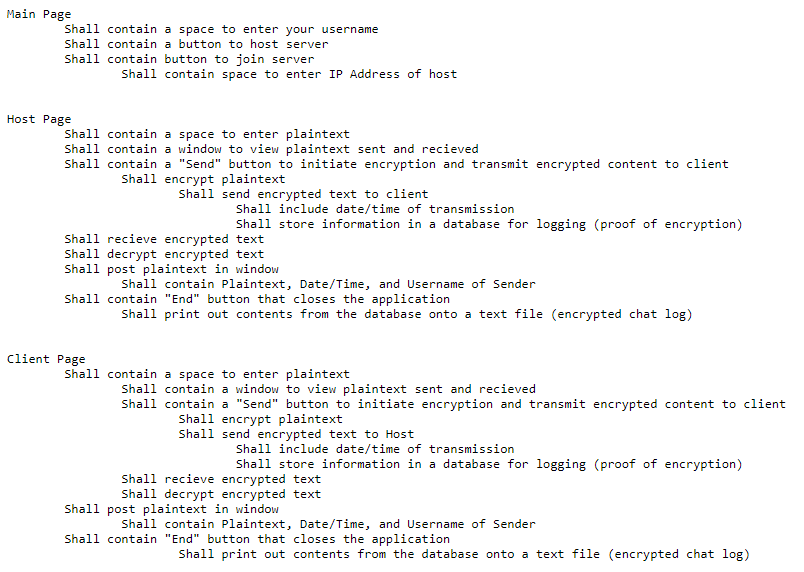 Main Page
Shall contain a space to enter your username
Shall contain a button to host server
Shall contain button to join server
Shall contain space to enter IP Address of host
Host Page
Shall contain a space to enter plaintext
Shall contain a window to view plaintext sent and recieved
Shall contain a "Send" button to initiate encryption and transmit encrypted content to client
Shall encrypt plaintext
Shall send encrypted text to client
Shall include date/time of transmission
Shall store information in a database for logging (proof of encryption)
Shall recieve encrypted text
Shall decrypt encrypted text
Shall post plaintext in window
Shall contain Plaintext, Date/Time, and Username of Sender
Shall contain "End" button that closes the application
Shall print out contents from the database onto a text file (encrypted chat log)
Client Page
Shall contain a space to enter plaintext
Shall contain a window to view plaintext sent and recieved
Shall contain a "Send" button to initiate encryption and transmit encrypted content to client
Shall encrypt plaintext
Shall send encrypted text to Host
Shall include date/time of transmission
Shall store information in a database for logging (proof of encryption)
Shall recieve encrypted text
Shall decrypt encrypted text
Shall post plaintext in window
Shall contain Plaintext, Date/Time, and Username of Sender
Shall contain "End" button that closes the application
Shall print out contents from the database onto a text file (encrypted chat log)